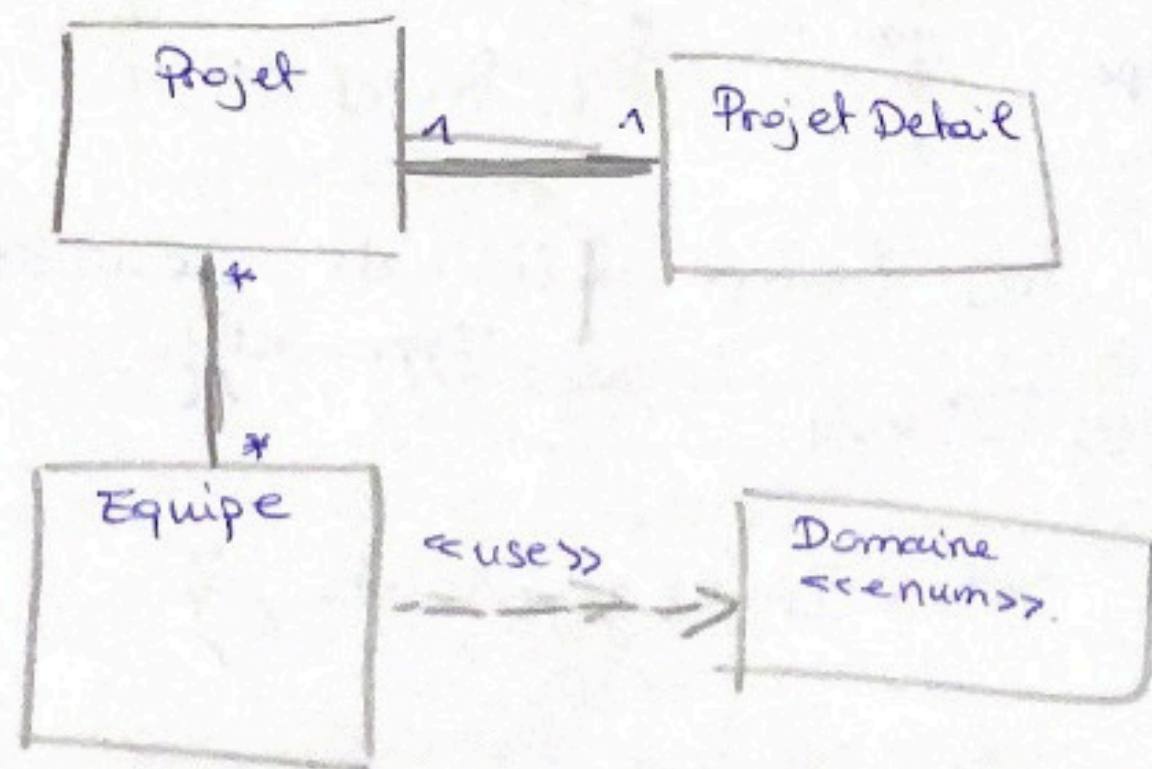 Projet
1
1
Projet Detail
*
*
Equipe
<<use>>
Domaine
<<enum>>.